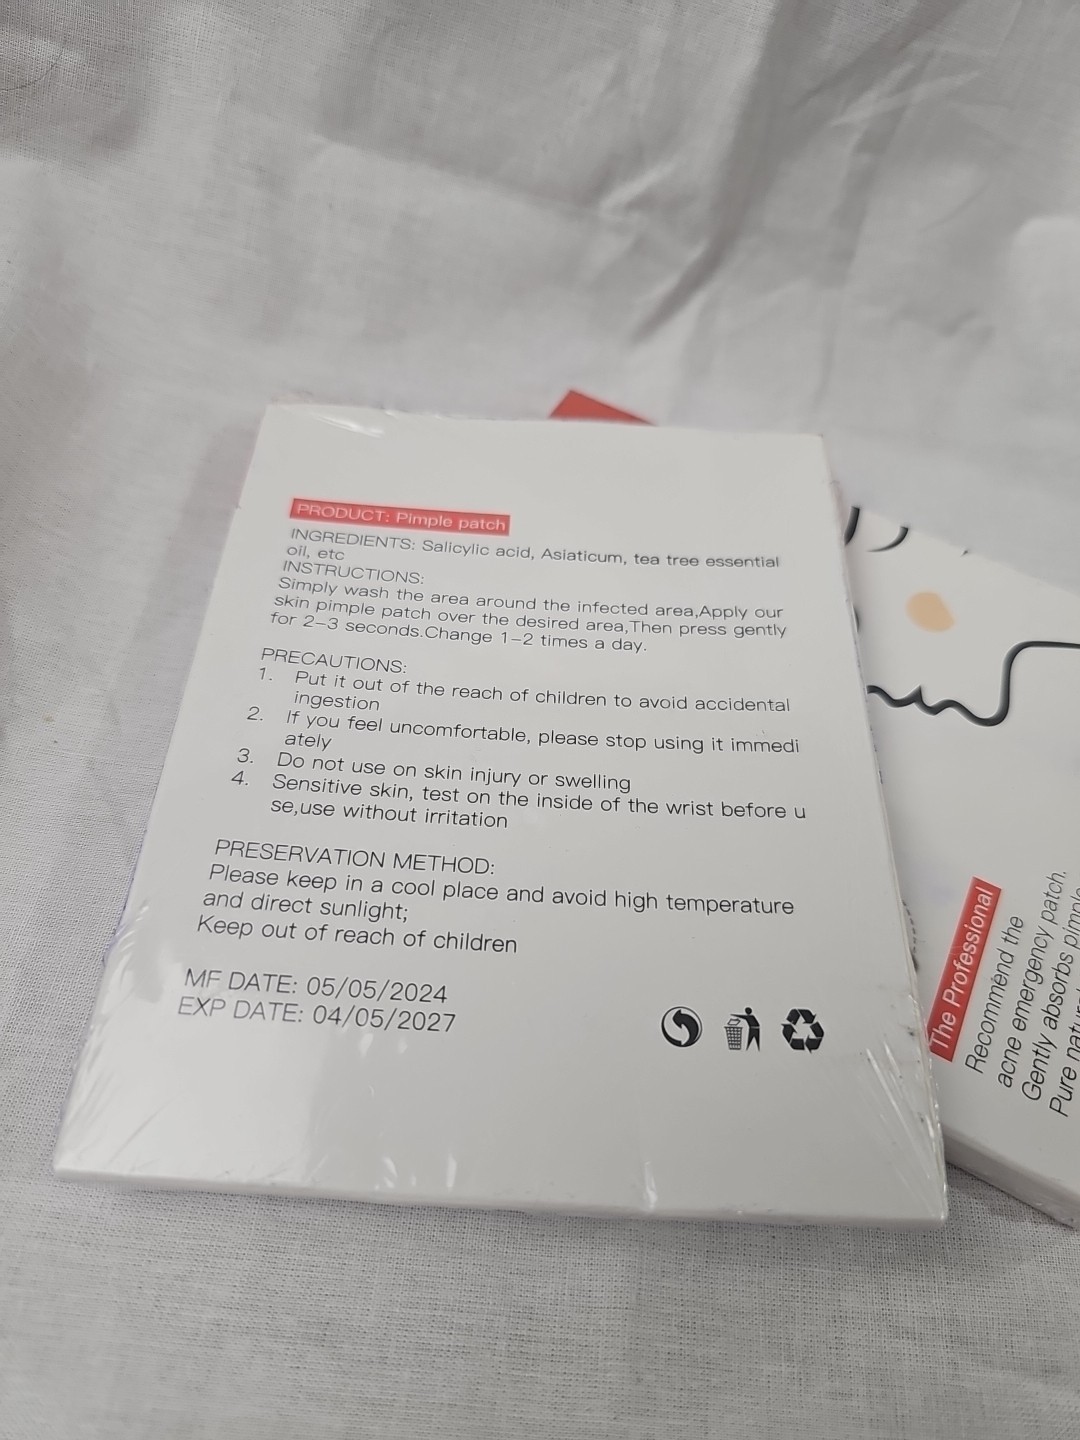 PRODUCT: Pimple patch
INGREDIENTS: Salicylic acid, Asiaticum, tea tree essential
oil, etc
INSTRUCTIONS:
Simply wash the area around the infected area,Apply our
skin pimple patch over the desired area,Then press gently
for 2-3 seconds.Change 1-2 times a day.
PRECAUTIONS:
1. Put it out of the reach of children to avoid accidental
ingestion
2. If you feel uncomfortable, please stop using it immedi
ately
3. Do not use on skin injury or swelling
4. Sensitive skin, test on the inside of the wrist before u
se,use without irritation
PRESERVATION METHOD:
Please keep in a cool place and avoid high temperature
and direct sunlight;
Keep out of reach of children
MF DATE: 05/05/2024
EXP DATE: 04/05/2027
The Professional
Recommend the
acne emergency patch,
Gently absorbs
Pure